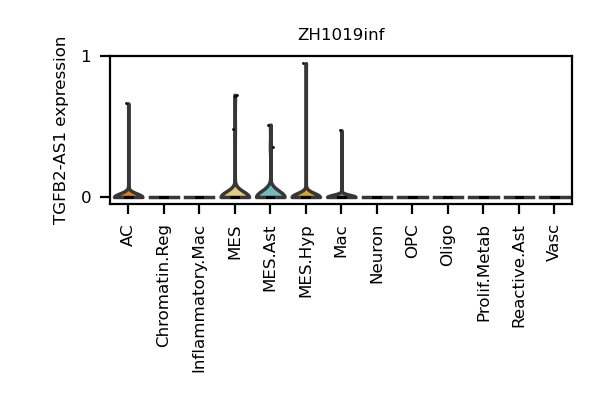 ZH1019inf
TGFB2-AS1 expression
1
0
AC
Chromatin.Reg
Inflammatory.Mac
MES
MES.Ast
MES.Hyp
Mac
Neuron
OPC
Oligo
Prolif.Metab
Reactive.Ast
Vasc